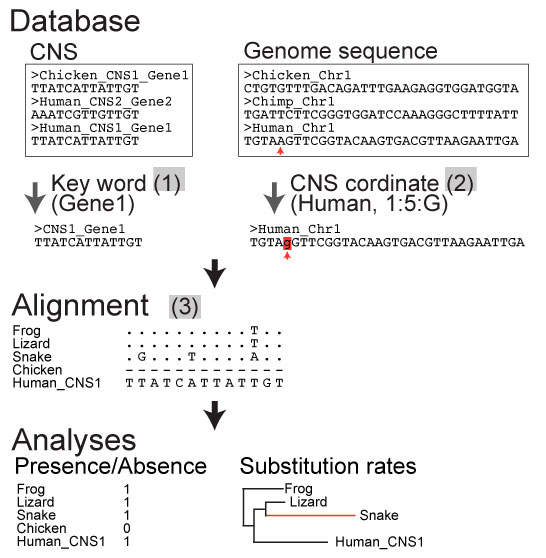 Database
CNS
Genome sequence
>Chicken_CNS1_Gene1
TTATCATTATTGT
>Human_CNS2_Gene2
AAATCGTTGTTGT
>Human_CNS1_Gene1
TTATCATTATTGT
>Chicken_Chr1
CTGTGTTTGACAGATTTGAAGAGGTGGATGGTA
>Chimp_Chr1
TGATTCTTCGGGTGGATCCAAAGGGCTTTTATT
>Human_Chr1
TGTAAGTTCGGTACAAGTGACGTTAAGAATTGA
Key word (1)
(Gene1)
CNS cordinate (2)
(Human, 1:5:G)
>CNS1_Gene1
TTATCATTATTGT
>Human_Chr1
TGTAgGTTCGGTACAAGTGACGTTAAGAATTGA
Alignment (3)
Frog . . . . . . . . . . T . .
Lizard . . . . . . . . . . T . .
Snake . G . . . T . . . . A . .
Chicken - - - - - - - - - - - - -
Human_CNS1 T T A T C A T T A T T G T
Analyses
Presence/Absence
Frog 1
Lizard 1
Snake 1
Chicken 0
Human_CNS1 1
Substitution rates
Frog
Lizard
Snake
Human_CNS1